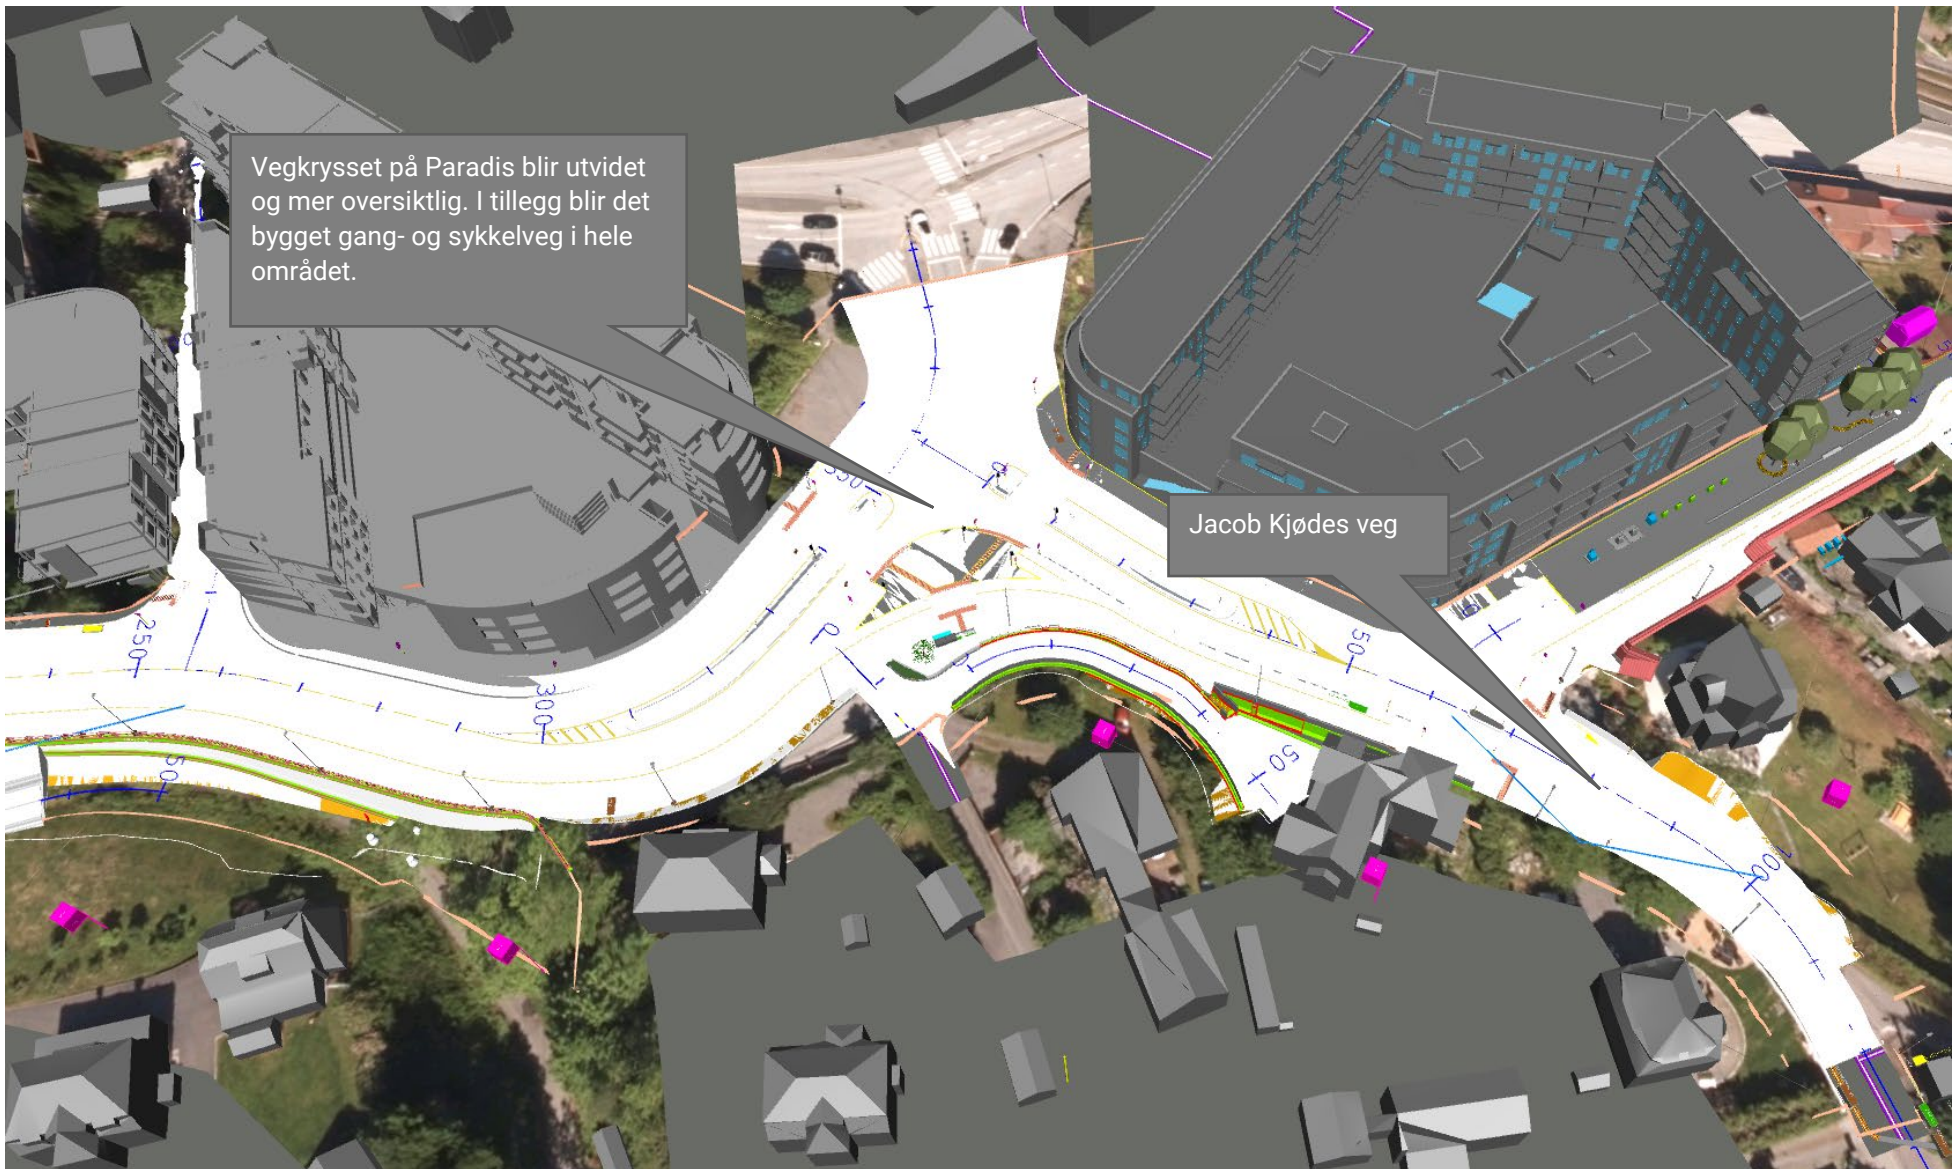 Vegkrysset på Paradis blir utvidet
og mer oversiktlig. I tillegg blir det
bygget gang- og sykkelveg i hele
området.
Jacob Kjødes veg
250
300
50
0
50
50
100